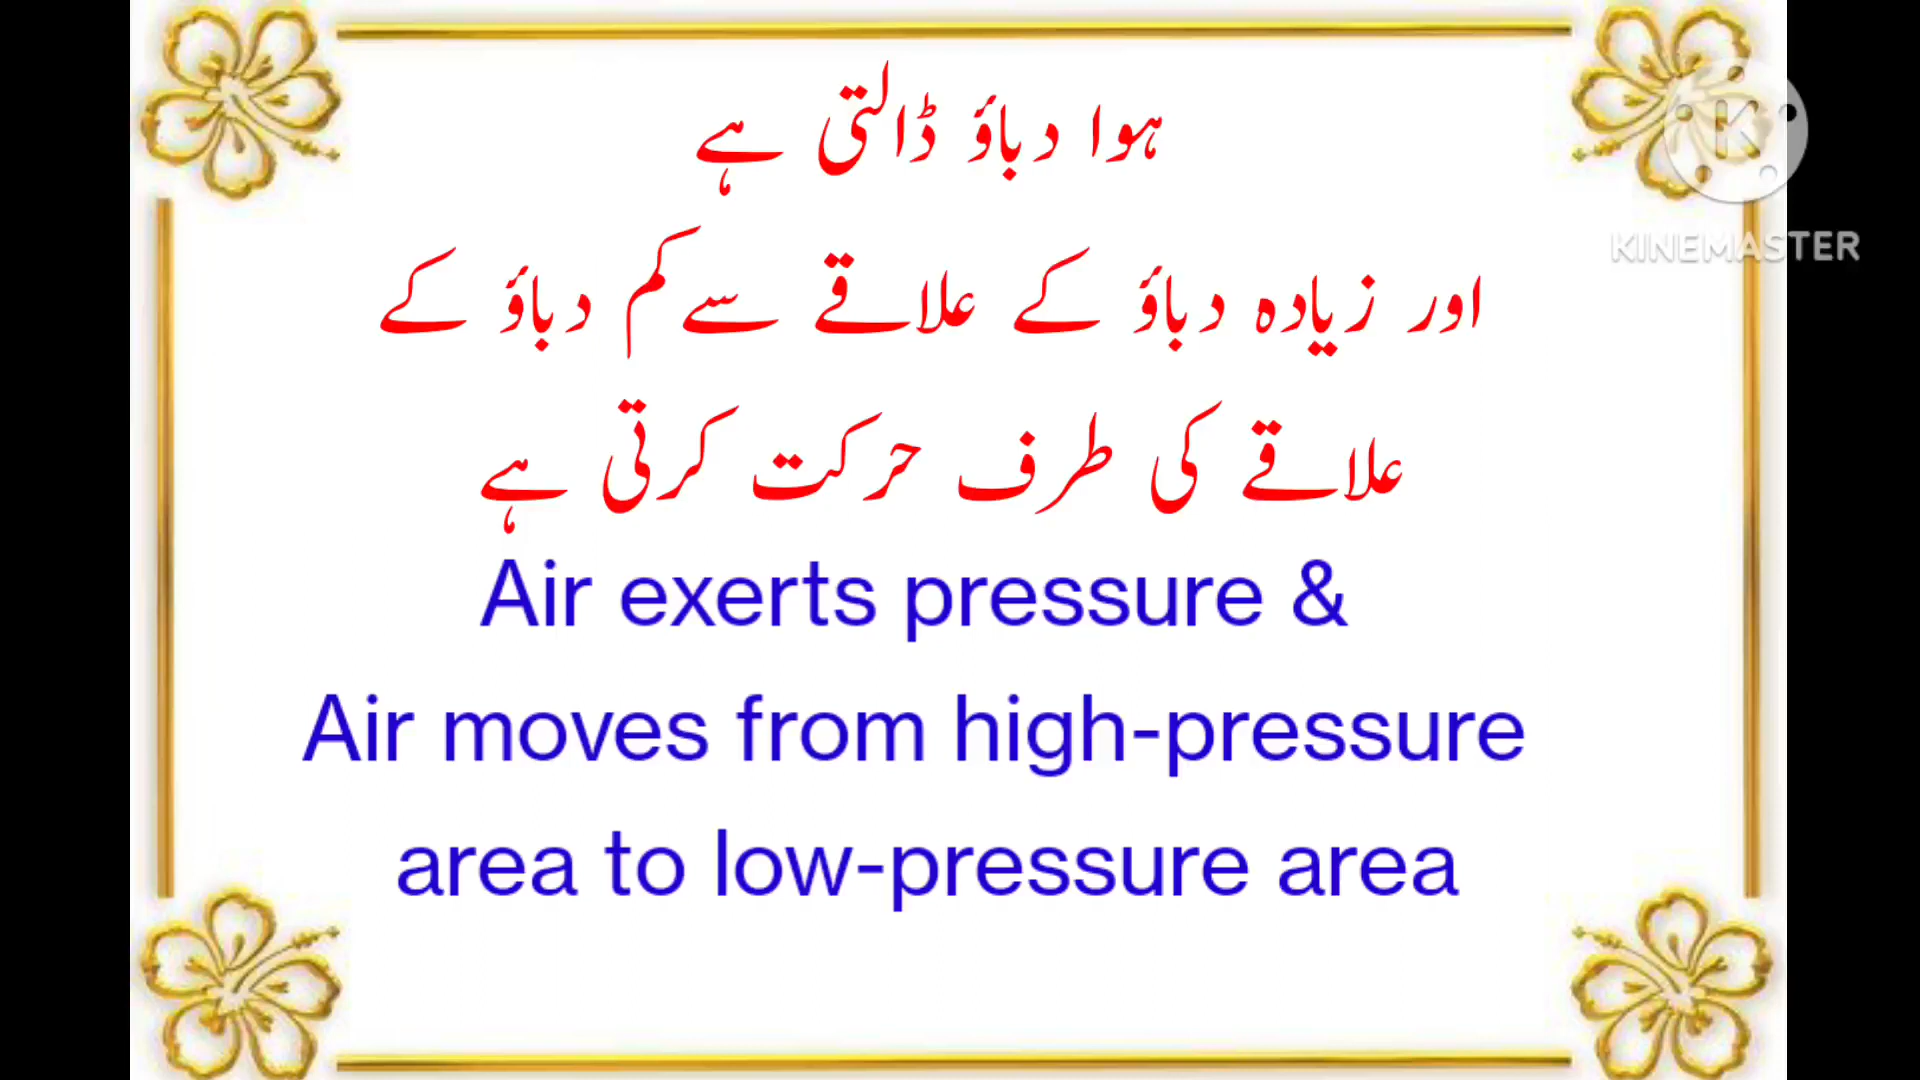 ہوا دباؤ ڈالتی ہے
اور زیادہ دباؤ کے علاقے سے کم دباؤ کے
علاقے کی طرف حرکت کرتی ہے
Air exerts pressure &
Air moves from high-pressure
area to low-pressure area
K
KINEMASTER